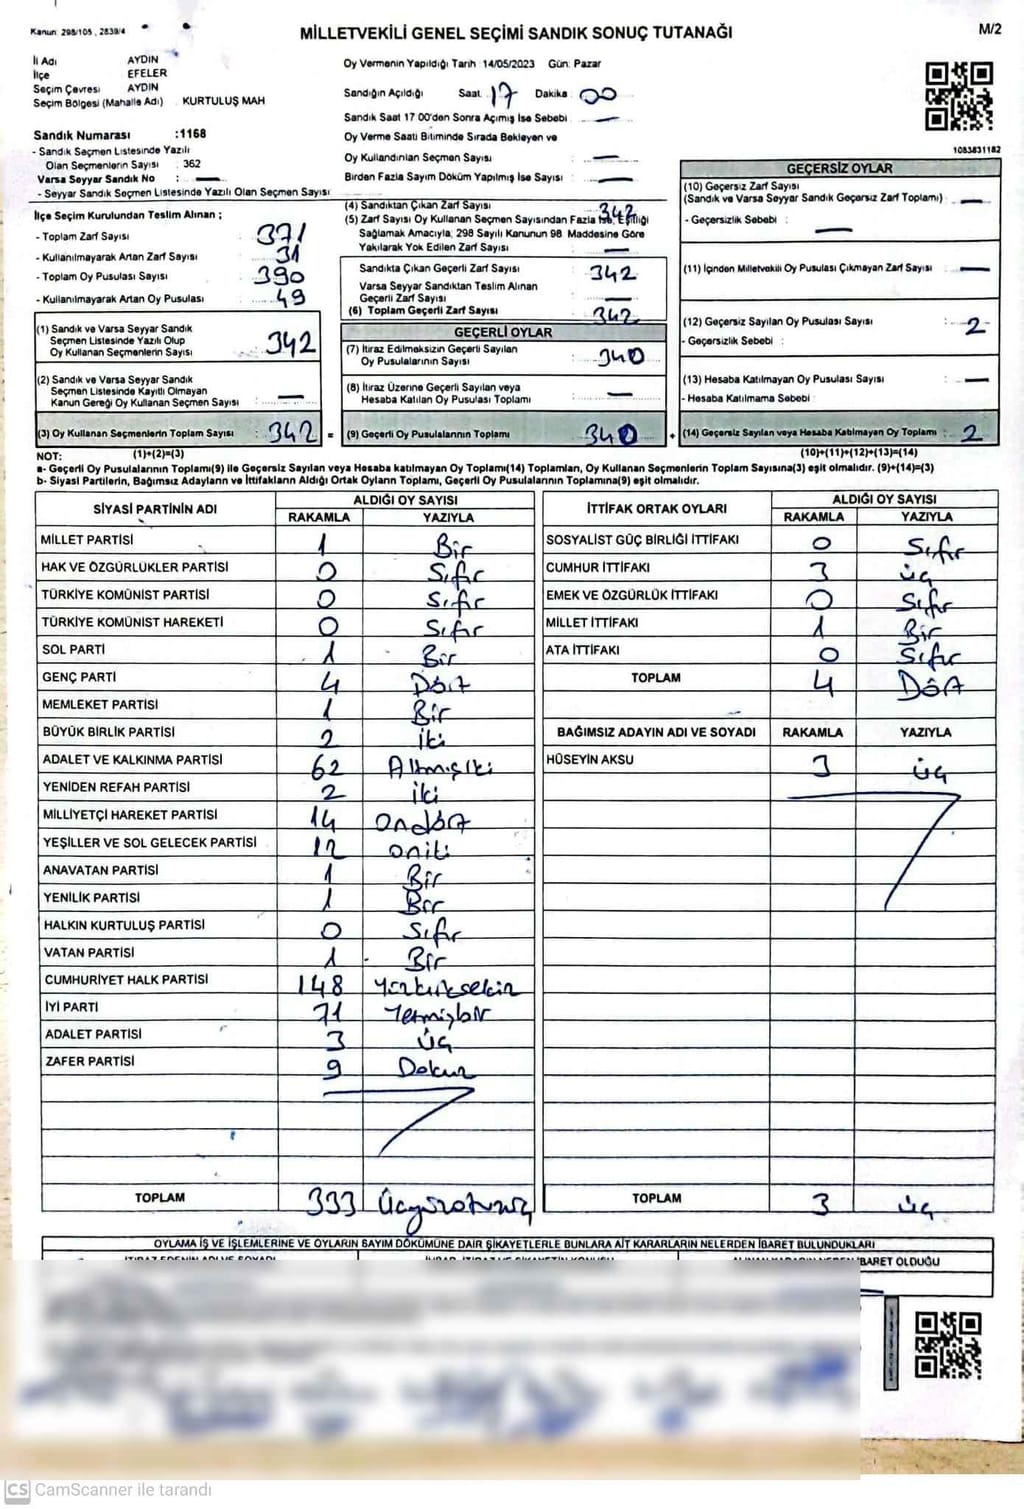 Kanun: 298/105 , 2839/4
MİLLETVEKİLİ GENEL SEÇİMİ SANDIK SONUÇ TUTANAĞI
M/2
İl Adı AYDIN
İlçe EFELER
Seçim Çevresi AYDIN
Seçim Bölgesi (Mahalle Adı) KURTULUŞ MAH
Sandık Numarası :1168
- Sandık Seçmen Listesinde Yazılı
Olan Seçmenlerin Sayısı : 362
Varsa Seyyar Sandık No : —
- Seyyar Sandık Seçmen Listesinde Yazılı Olan Seçmen Sayısı:
Oy Vermenin Yapıldığı Tarih :14/05/2023 Gün: Pazar
Sandığın Açıldığı Saat 17 Dakika 00
Sandık Saat 17:00'den Sonra Açımış İse Sebebi : —
Oy Verme Saati Bitiminde Sırada Bekleyen ve
Oy Kullandırılan Seçmen Sayısı : —
Birden Fazla Sayım Döküm Yapılmış İse Sayısı : —
1083831182
İlçe Seçim Kurulundan Teslim Alınan ;
- Toplam Zarf Sayısı : 371
- Kullanılmayarak Artan Zarf Sayısı : 31
- Toplam Oy Pusulası Sayısı : 390
- Kullanılmayarak Artan Oy Pusulası : 49
(1) Sandık ve Varsa Seyyar Sandık
Seçmen Listesinde Yazılı Olup
Oy Kullanan Seçmenlerin Sayısı : 342
(2) Sandık ve Varsa Seyyar Sandık
Seçmen Listesinde Kayıtlı Olmayan
Kanun Gereği Oy Kullanan Seçmen Sayısı : —
(3) Oy Kullanan Seçmenlerin Toplam Sayısı : 342 =
(4) Sandıktan Çıkan Zarf Sayısı : 342
(5) Zarf Sayısı Oy Kullanan Seçmen Sayısından Fazla İse, Eşitliği
Sağlamak Amacıyla, 298 Sayılı Kanunun 98 Maddesine Göre
Yakılarak Yok Edilen Zarf Sayısı : —
Sandıkta Çıkan Geçerli Zarf Sayısı : 342
Varsa Seyyar Sandıktan Teslim Alınan
Geçerli Zarf Sayısı : —
(6) Toplam Geçerli Zarf Sayısı : 342
GEÇERLİ OYLAR
(7) İtiraz Edilmeksizin Geçerli Sayılan
Oy Pusulalarının Sayısı : 340
(8) İtiraz Üzerine Geçerli Sayılan veya
Hesaba Katılan Oy Pusulası Toplamı : —
(9) Geçerli Oy Pusulalarının Toplamı : 340 +
GEÇERSİZ OYLAR
(10) Geçersiz Zarf Sayısı
(Sandık ve Varsa Seyyar Sandık Geçersiz Zarf Toplamı) : —
- Geçersizlik Sebebi : —
(11) İçinden Milletvekili Oy Pusulası Çıkmayan Zarf Sayısı : —
(12) Geçersiz Sayılan Oy Pusulası Sayısı : 2
- Geçersizlik Sebebi :
(13) Hesaba Katılmayan Oy Pusulası Sayısı : —
- Hesaba Katılmama Sebebi :
(14) Geçersiz Sayılan veya Hesaba Katılmayan Oy Toplamı : 2
NOT: (1)+(2)=(3) (10)+(11)+(12)+(13)=(14)
a- Geçerli Oy Pusulalarının Toplamı(9) ile Geçersiz Sayılan veya Hesaba katılmayan Oy Toplamı(14) Toplamları, Oy Kullanan Seçmenlerin Toplam Sayısına(3) eşit olmalıdır. (9)+(14)=(3)
b- Siyasi Partilerin, Bağımsız Adayların ve İttifakların Aldığı Ortak Oyların Toplamı, Geçerli Oy Pusulalarının Toplamına(9) eşit olmalıdır.
SİYASİ PARTİNİN ADI ALDIĞI OY SAYISI
RAKAMLA YAZIYLA
MİLLET PARTİSİ 1 Bir
HAK VE ÖZGÜRLÜKLER PARTİSİ 0 Sıfır
TÜRKİYE KOMÜNİST PARTİSİ 0 Sıfır
TÜRKİYE KOMÜNİST HAREKETİ 0 Sıfır
SOL PARTİ 1 Bir
GENÇ PARTİ 4 Dört
MEMLEKET PARTİSİ 1 Bir
BÜYÜK BİRLİK PARTİSİ 2 İki
ADALET VE KALKINMA PARTİSİ 62 Altmışiki
YENİDEN REFAH PARTİSİ 2 İki
MİLLİYETÇİ HAREKET PARTİSİ 14 Ondört
YEŞİLLER VE SOL GELECEK PARTİSİ 12 oniki
ANAVATAN PARTİSİ 1 Bir
YENİLİK PARTİSİ 1 Bir
HALKIN KURTULUŞ PARTİSİ 0 Sıfır
VATAN PARTİSİ 1 Bir
CUMHURİYET HALK PARTİSİ 148 Yüzkırksekiz
İYİ PARTİ 71 Yetmişbir
ADALET PARTİSİ 3 Üç
ZAFER PARTİSİ 9 Dokuz
TOPLAM 333 Üçyüzotuzüç
İTTİFAK ORTAK OYLARI ALDIĞI OY SAYISI
RAKAMLA YAZIYLA
SOSYALİST GÜÇ BİRLİĞİ İTTİFAKI 0 Sıfır
CUMHUR İTTİFAKI 3 üç
EMEK VE ÖZGÜRLÜK İTTİFAKI 0 Sıfır
MİLLET İTTİFAKI 1 Bir
ATA İTTİFAKI 0 Sıfır
TOPLAM 4 Dört
BAĞIMSIZ ADAYIN ADI VE SOYADI RAKAMLA YAZIYLA
HÜSEYİN AKSU 3 üç
TOPLAM 3 üç
OYLAMA İŞ VE İŞLEMLERİNE VE OYLARIN SAYIM DÖKÜMÜNE DAİR ŞİKAYETLERLE BUNLARA AİT KARARLARIN NELERDEN İBARET BULUNDUKLARI
İBARET OLDUĞU
CS CamScanner ile tarandı